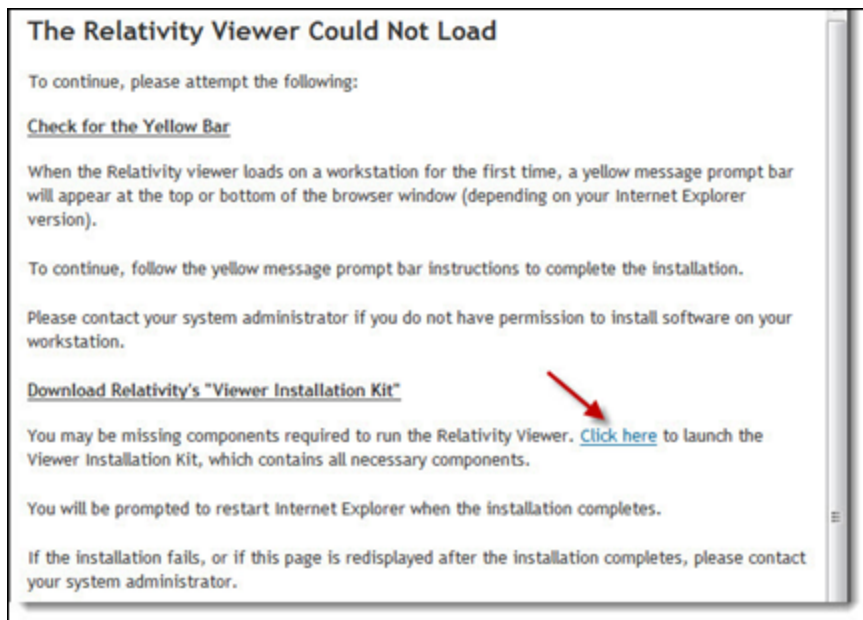 The Relativity Viewer Could Not Load
To continue, please attempt the following:
Check for the Yellow Bar
When the Relativity viewer loads on a workstation for the first time, a yellow message prompt bar
will appear at the top or bottom of the browser window (depending on your Internet Explorer
version).
To continue, follow the yellow message prompt bar instructions to complete the installation.
Please contact your system administrator if you do not have permission to install software on your
workstation.
Download Relativity's "Viewer Installation Kit"
You may be missing components required to run the Relativity Viewer. Click here to launch the
Viewer Installation Kit, which contains all necessary components.
You will be prompted to restart Internet Explorer when the installation completes.
If the installation fails, or if this page is redisplayed after the installation completes, please contact
your system administrator.